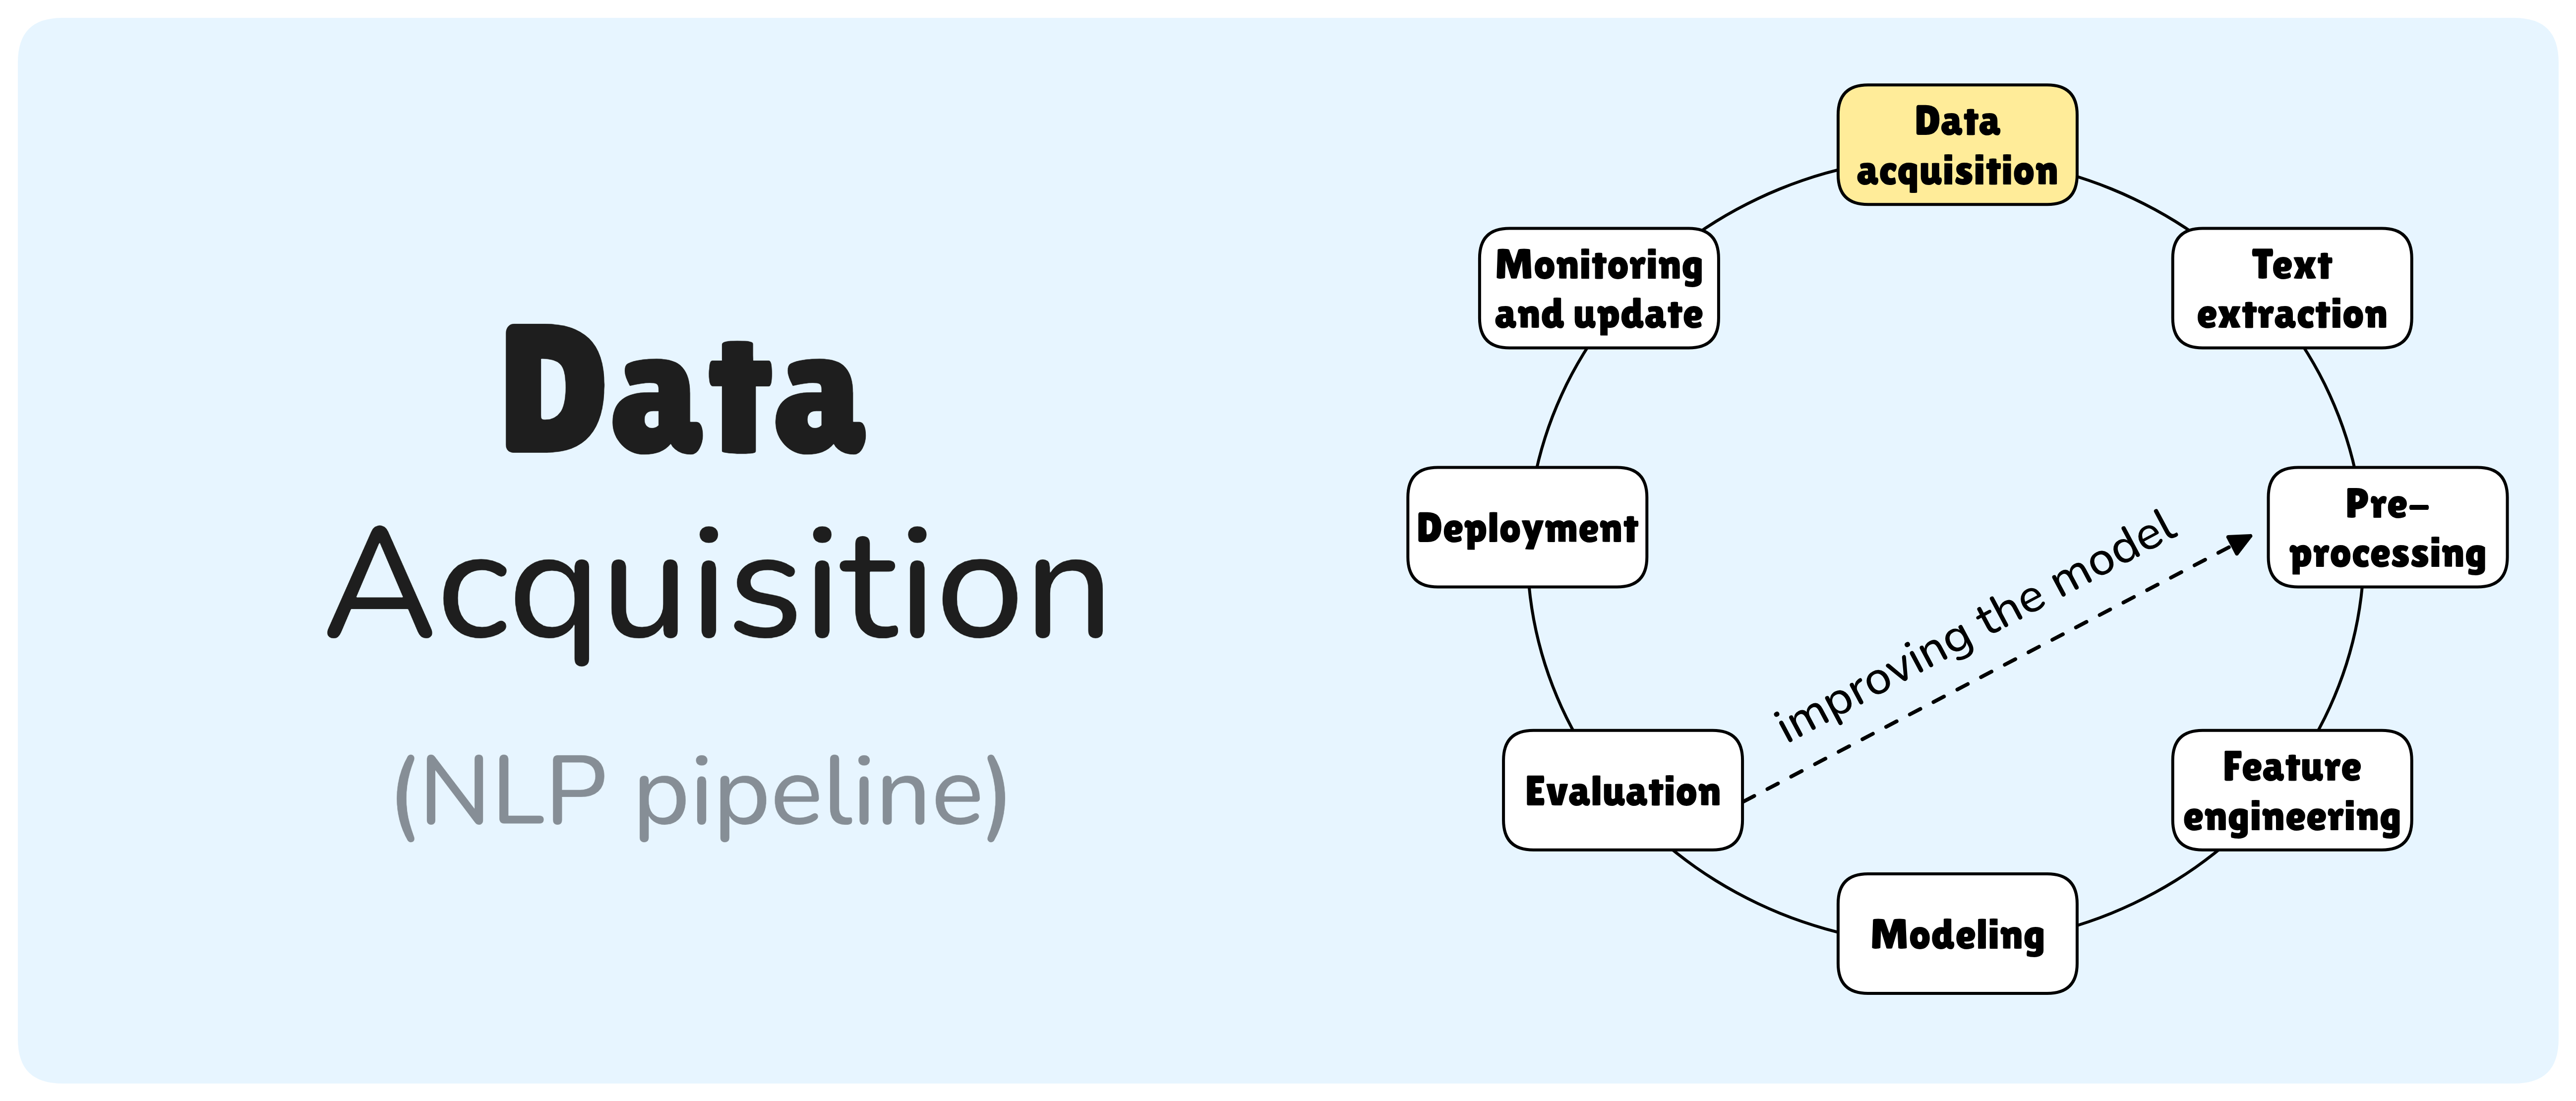 Data
Acquisition
(NLP pipeline)
Data
acquisition
Text
extraction
Pre-
processing
Feature
engineering
Modeling
Evaluation
Deployment
Monitoring
and update
improving the model